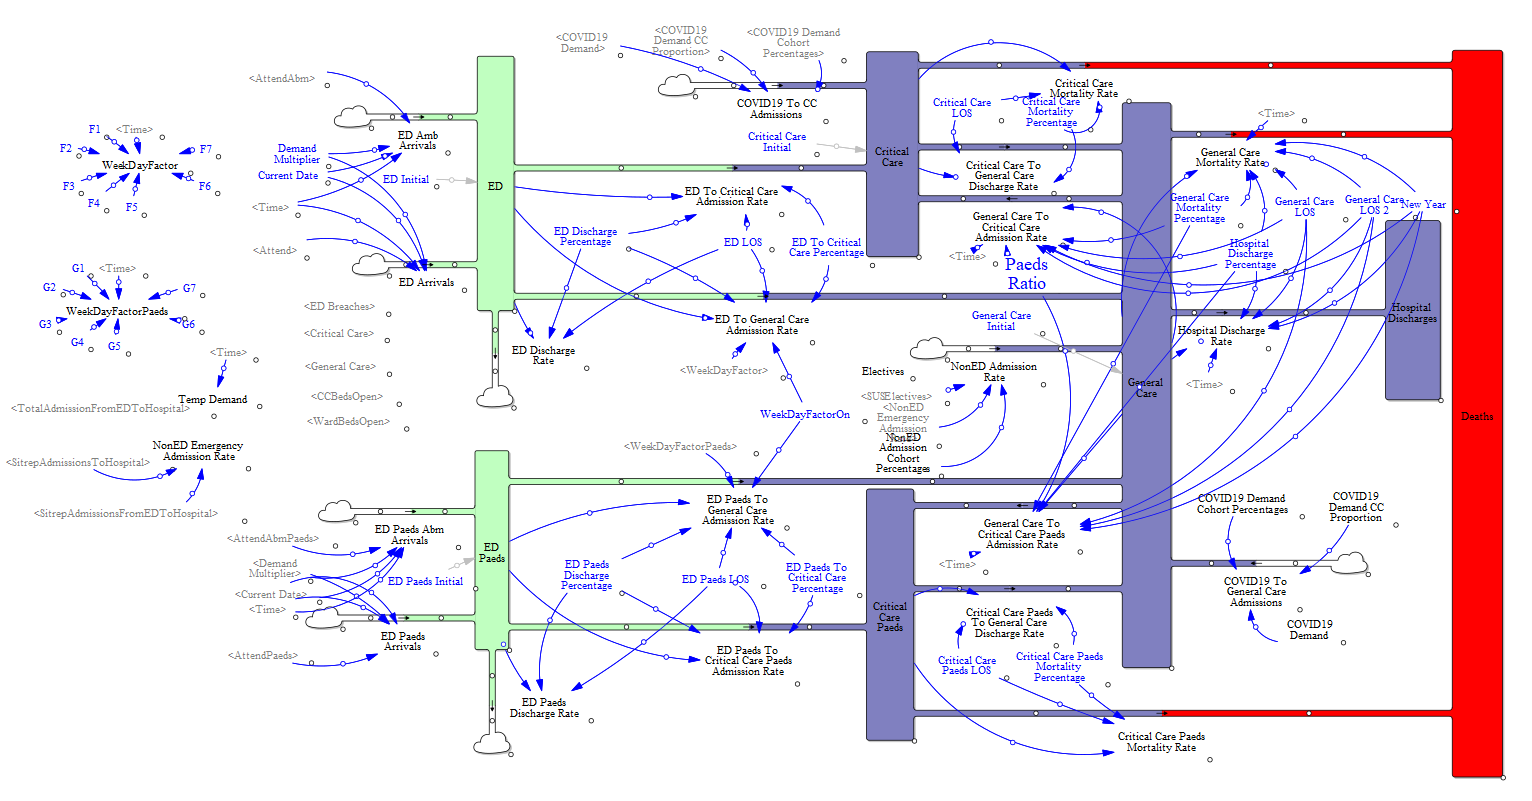 <AttendAbm>
F1
<Time>
F2
F7
WeekDayFactor
F3
F6
F4
F5
Demand
Multiplier
Current Date
<Time>
<Attend>
ED Amb
Arrivals
ED Initial
ED Arrivals
ED
G1
<Time>
G2
G7
WeekDayFactorPaeds
G3
G6
G4
G5
<Time>
Temp Demand
<TotalAdmissionFromEDToHospital>
NonED Emergency
Admission Rate
<SitrepAdmissionsToHospital>
<SitrepAdmissionsFromEDToHospital>
<ED Breaches>
<Critical Care>
<General Care>
<CCBedsOpen>
<WardBedsOpen>
<COVID19
Demand>
<COVID19
Demand CC
Proportion>
<COVID19 Demand
Cohort
Percentages>
COVID19 To CC
Admissions
Critical Care
Initial
Critical
Care
ED To Critical Care
Admission Rate
ED Discharge
Percentage
ED LOS
ED To Critical
Care Percentage
ED Discharge
Rate
ED To General Care
Admission Rate
<WeekDayFactor>
WeekDayFactorOn
<WeekDayFactorPaeds>
Critical Care
LOS
Critical Care
Mortality Rate
Critical Care
Mortality
Percentage
Critical Care To
General Care
Discharge Rate
General Care To
Critical Care
Admission Rate
<Time>
Paeds
Ratio
General Care
Initial
Electives
NonED Admission
Rate
<SUSElectives>
<NonED
Emergency
Admission
NonED
Admission
Cohort
Percentages
General
Care
<Time>
General Care
Mortality Rate
General Care
Mortality
Percentage
General Care
LOS
General Care
LOS 2
New Year
Hospital
Discharge
Percentage
Hospital Discharge
Rate
<Time>
Hospital
Discharges
Deaths
ED Paeds Abm
Arrivals
<AttendAbmPaeds>
<Demand
Multiplier>
<Current Date>
<Time>
ED Paeds Initial
ED Paeds
Arrivals
<AttendPaeds>
ED
Paeds
ED Paeds To
General Care
Admission Rate
ED Paeds
Discharge
Percentage
ED Paeds LOS
ED Paeds To
Critical Care
Percentage
ED Paeds To
Critical Care Paeds
Admission Rate
ED Paeds
Discharge Rate
Critical
Care
Paeds
General Care To
Critical Care Paeds
Admission Rate
<Time>
Critical Care Paeds
To General Care
Discharge Rate
Critical Care
Paeds LOS
Critical Care Paeds
Mortality
Percentage
Critical Care Paeds
Mortality Rate
COVID19 Demand
Cohort Percentages
COVID19
Demand CC
Proportion
COVID19 To
General Care
Admissions
COVID19
Demand